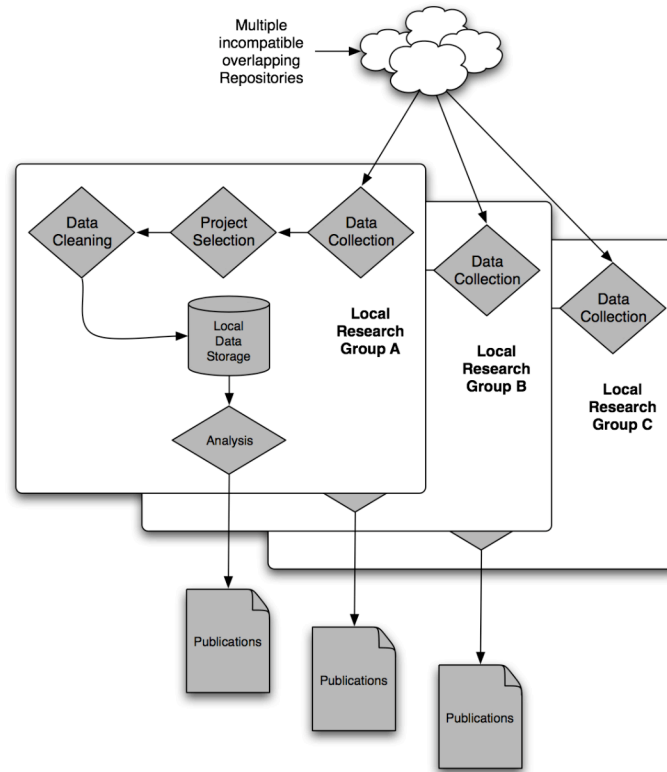 Multiple
incompatible
overlapping
Repositories
Data
Cleaning
Project
Selection
Data
Collection
Data
Collection
Data
Collection
Local
Data
Storage
Local
Research
Group A
Local
Research
Group B
Local
Research
Group C
Analysis
Publications
Publications
Publications